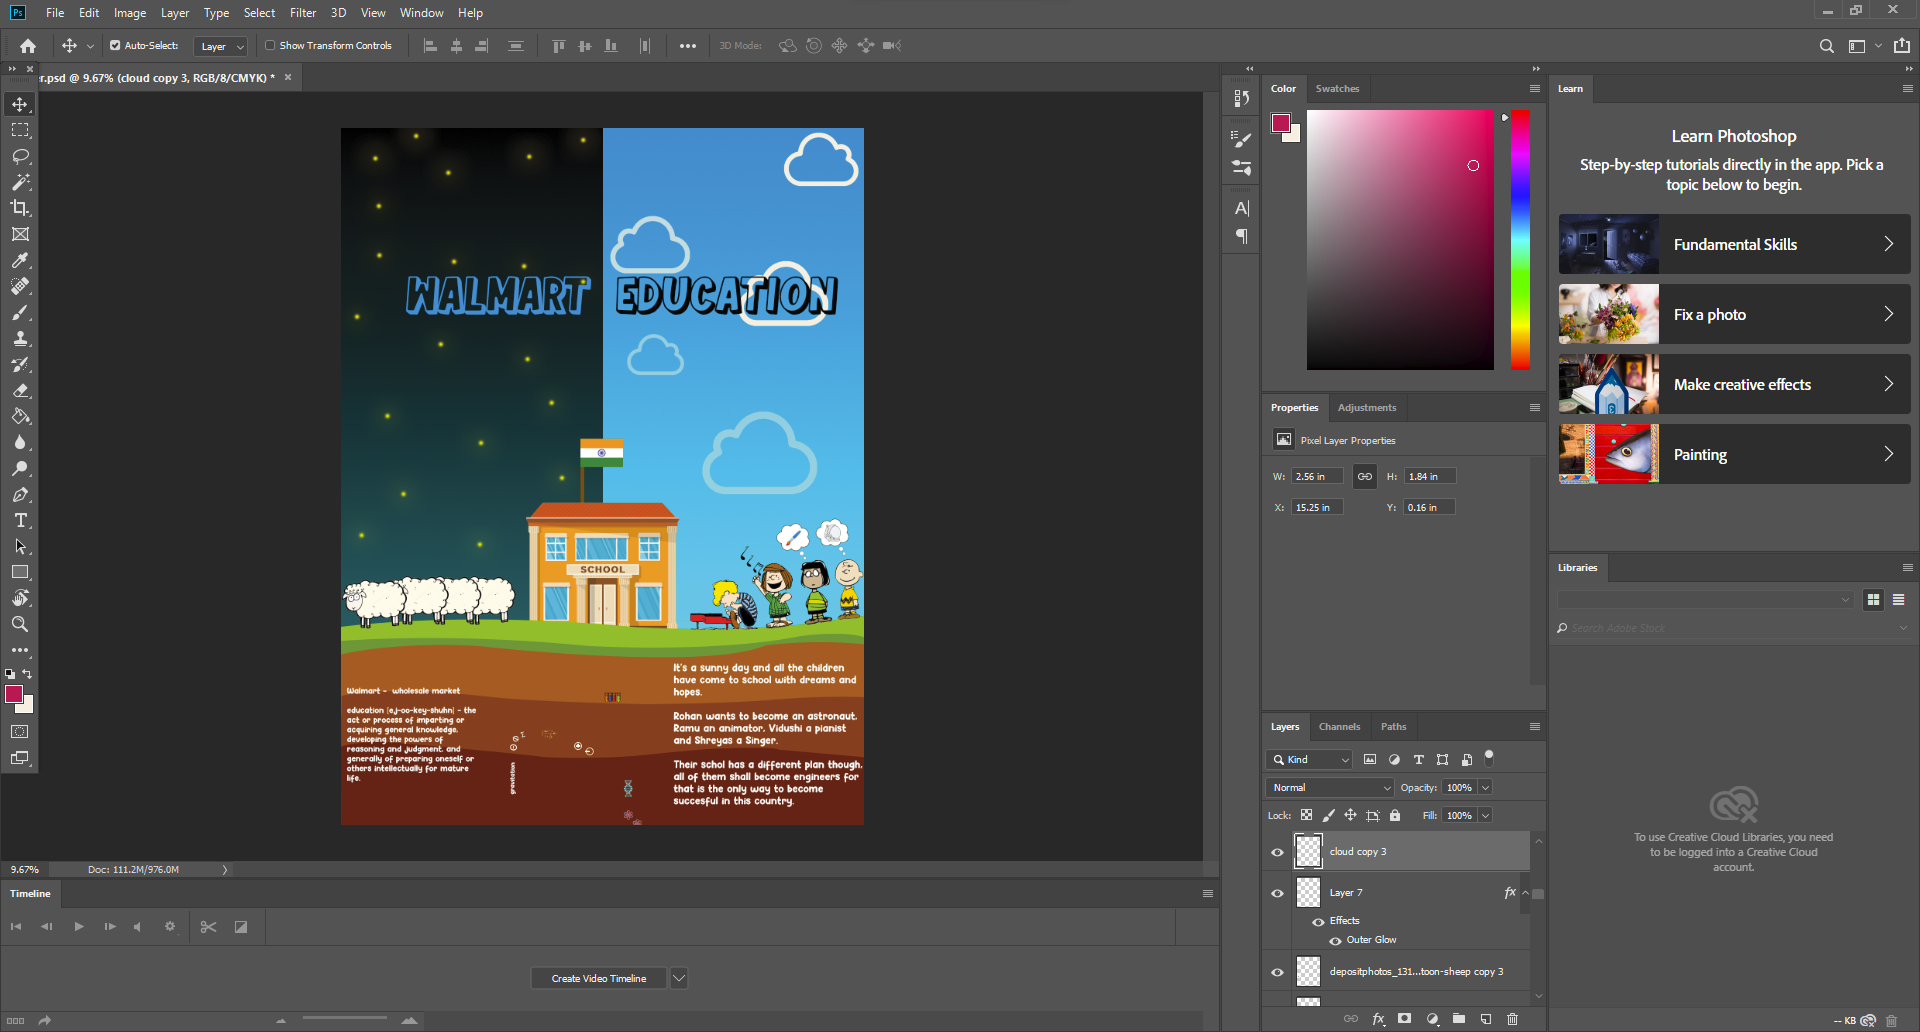 Ps File Edit Image Layer Type Select Filter 3D View Window Help
Auto-Select: Layer Show Transform Controls 3D Mode:
er.psd @ 9.67% (cloud copy 3, RGB/8/CMYK) *
WALMART EDUCATION
SCHOOL
Walmart - wholesale market
education [e,j-oo-key-shuhn] - the
act or process of imparting or
acquiring general knowledge,
developing the powers of
reasoning and judgment, and
generally of preparing oneself or
others intellectually for mature
life.
gravitation
It's a sunny day and all the children
have come to school with dreams and
hopes.
Rohan wants to become an astronaut,
Ramu an animator, Vidushi a pianist
and Shreyas a Singer.
Their schol has a different plan though,
all of them shall become engineers for
that is the only way to become
succesful in this country.
9.67% Doc: 111.2M/976.0M
Timeline
Create Video Timeline
Color Swatches
Properties Adjustments
Pixel Layer Properties
W: 2.56 in H: 1.84 in
X: 15.25 in Y: 0.16 in
Layers Channels Paths
Kind
Normal Opacity: 100%
Lock: Fill: 100%
cloud copy 3
Layer 7 fx
Effects
Outer Glow
depositphotos_131...toon-sheep copy 3
fx
Learn
Learn Photoshop
Step-by-step tutorials directly in the app. Pick a
topic below to begin.
Fundamental Skills
Fix a photo
Make creative effects
Painting
Libraries
Search Adobe Stock
To use Creative Cloud Libraries, you need
to be logged into a Creative Cloud
account.
-- KB